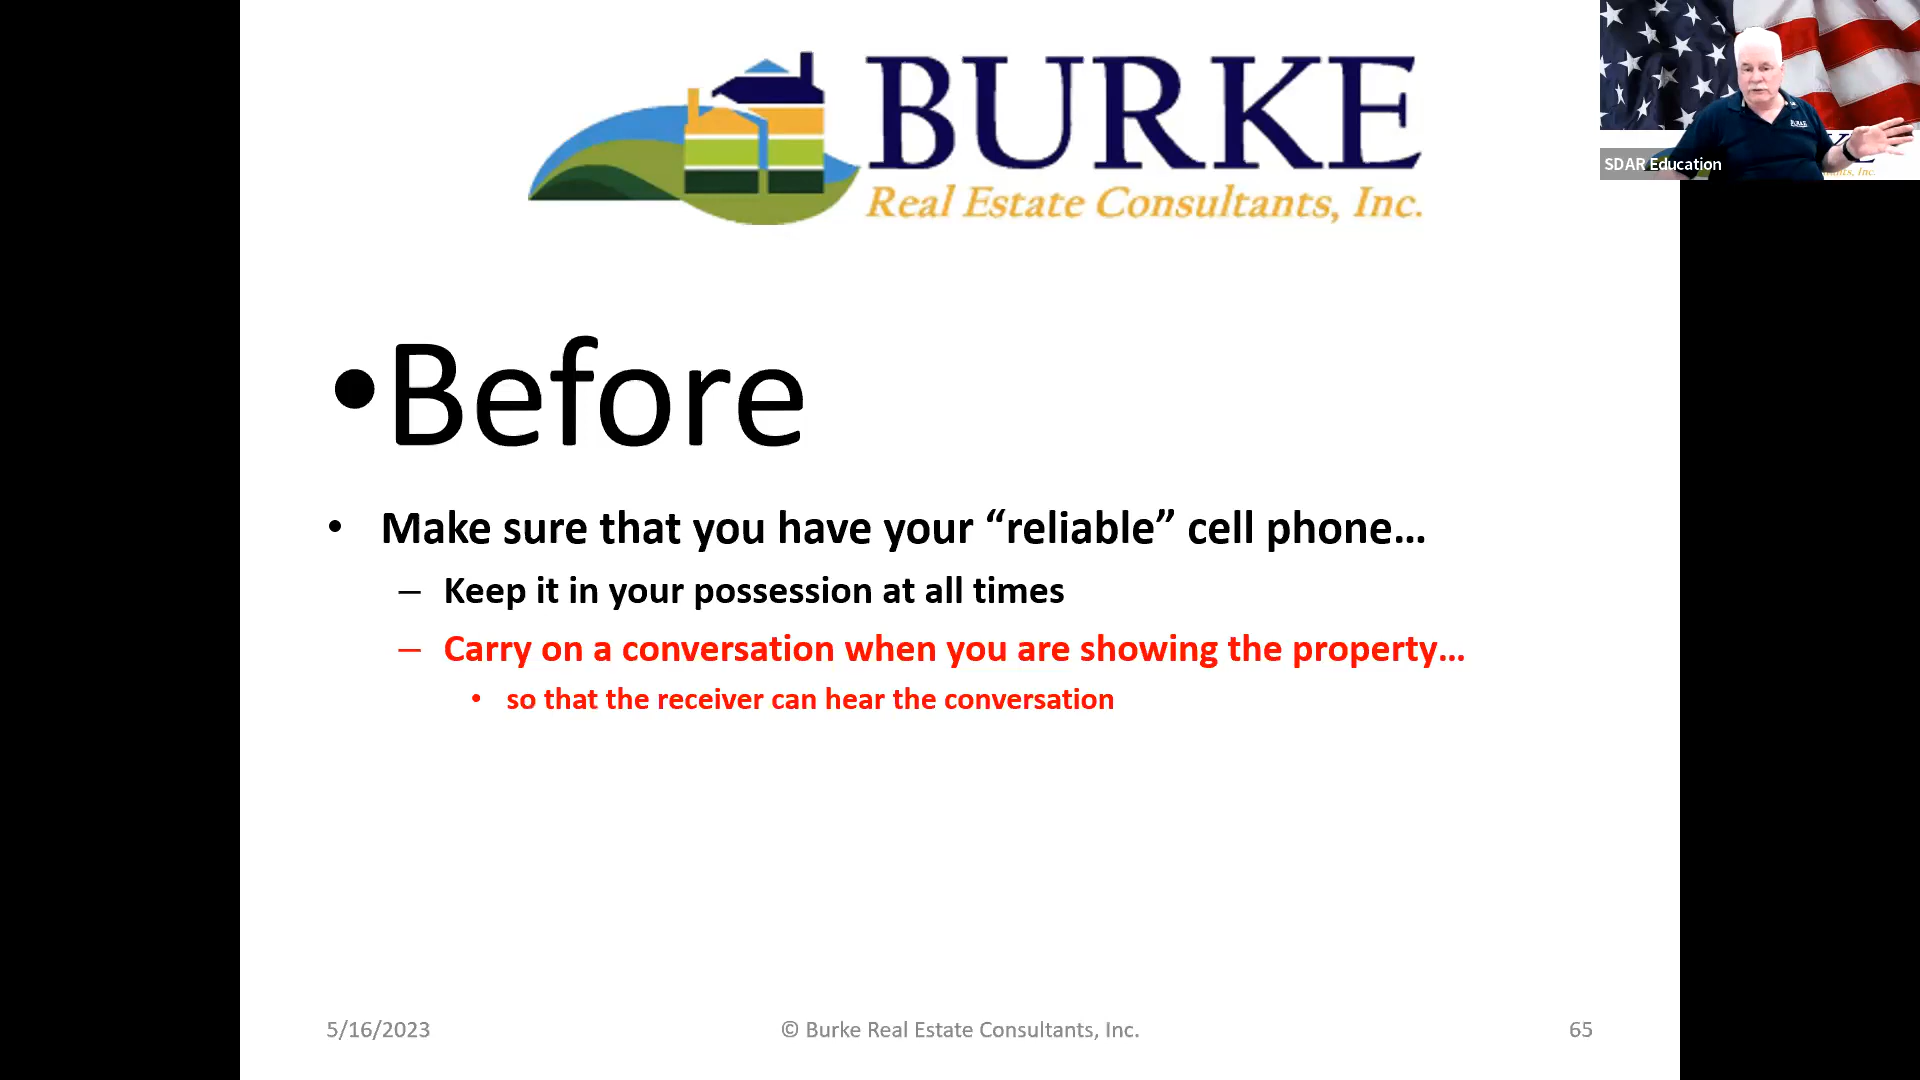 BURKE
Real Estate Consultants, Inc.
SDAR Education
•Before
• Make sure that you have your “reliable” cell phone…
– Keep it in your possession at all times
– Carry on a conversation when you are showing the property…
• so that the receiver can hear the conversation
5/16/2023
© Burke Real Estate Consultants, Inc.
65